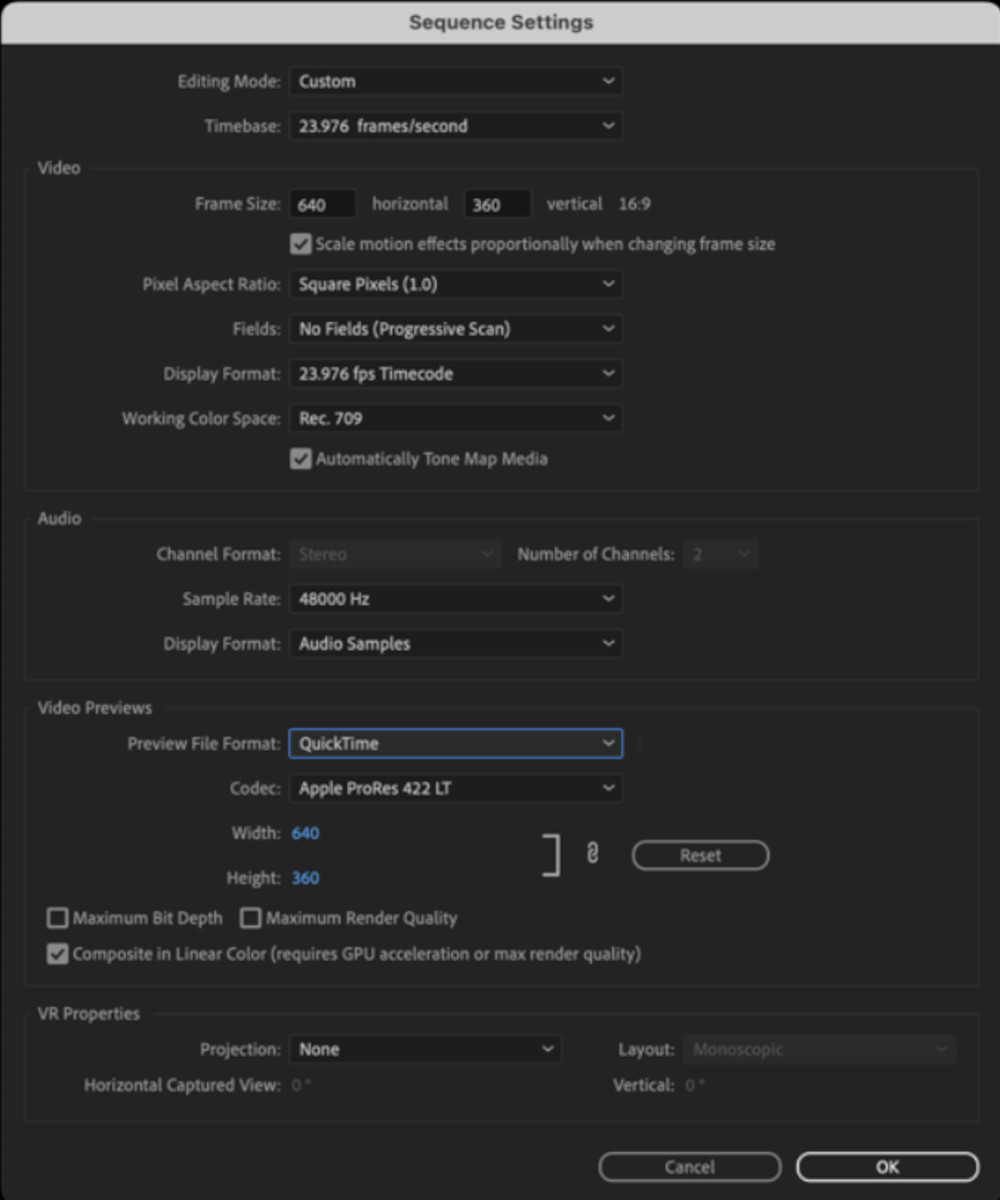 Sequence Settings
Editing Mode: Custom
Timebase: 23.976 frames/second
Video
Frame Size: 640 horizontal 360 vertical 16:9
Scale motion effects proportionally when changing frame size
Pixel Aspect Ratio: Square Pixels (1.0)
Fields: No Fields (Progressive Scan)
Display Format: 23.976 fps Timecode
Working Color Space: Rec. 709
Automatically Tone Map Media
Audio
Channel Format: Stereo Number of Channels: 2
Sample Rate: 48000 Hz
Display Format: Audio Samples
Video Previews
Preview File Format: QuickTime
Codec: Apple ProRes 422 LT
Width: 640
Reset
Height: 360
Maximum Bit Depth Maximum Render Quality
Composite in Linear Color (requires GPU acceleration or max render quality)
VR Properties
Projection: None Layout: Monoscopic
Horizontal Captured View: 0° Vertical: 0°
Cancel OK